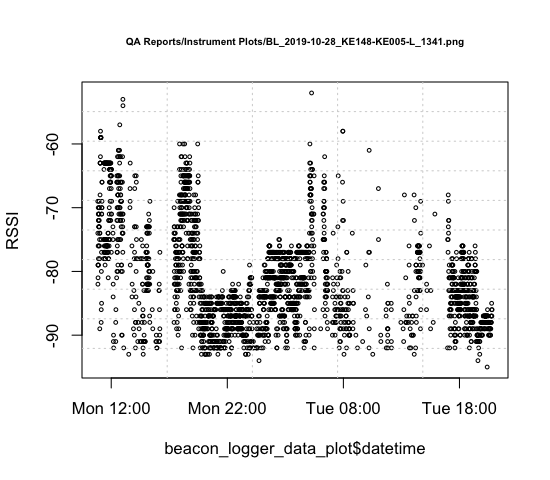 QA Reports/Instrument Plots/BL_2019-10-28_KE148-KE005-L_1341.png
RSSI
-60
-70
-80
-90
Mon 12:00 Mon 22:00 Tue 08:00 Tue 18:00
beacon_logger_data_plot$datetime